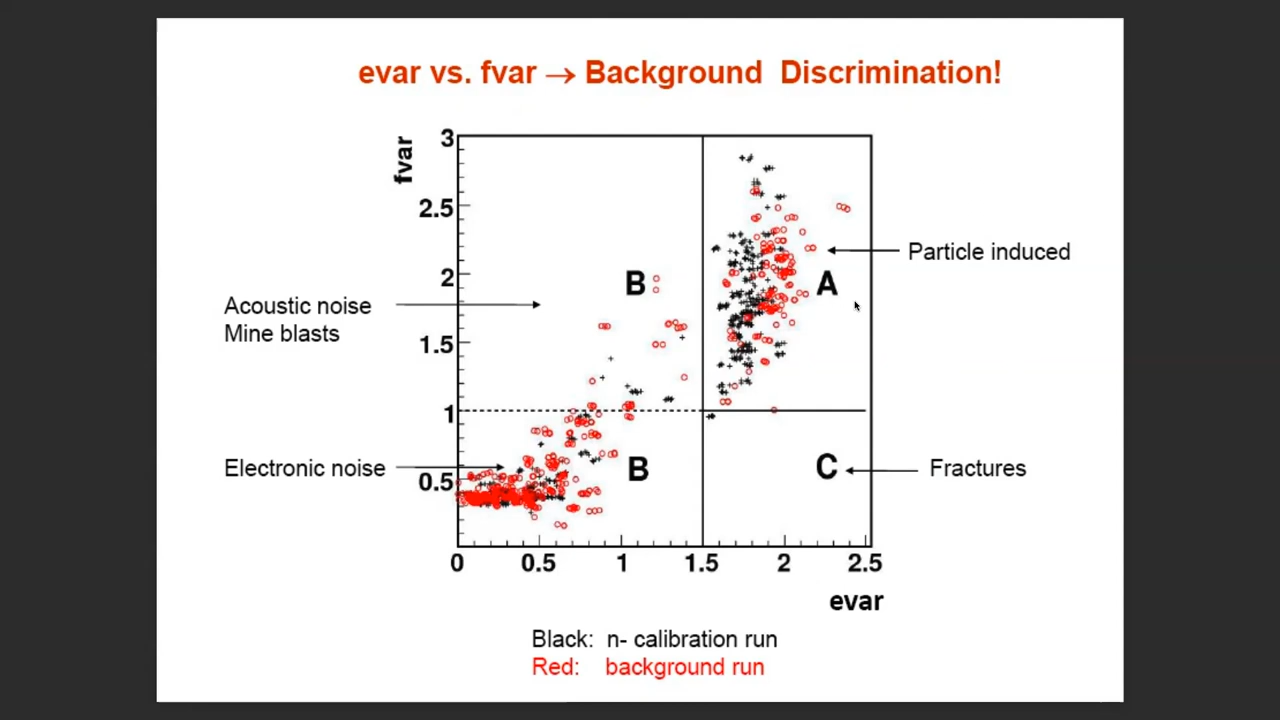 evar vs. fvar → Background Discrimination!
fvar
3
2.5
2
1.5
1
0.5
B
A
B
C
Acoustic noise
Mine blasts
Electronic noise
Particle induced
Fractures
0 0.5 1 1.5 2 2.5
evar
Black: n- calibration run
Red: background run